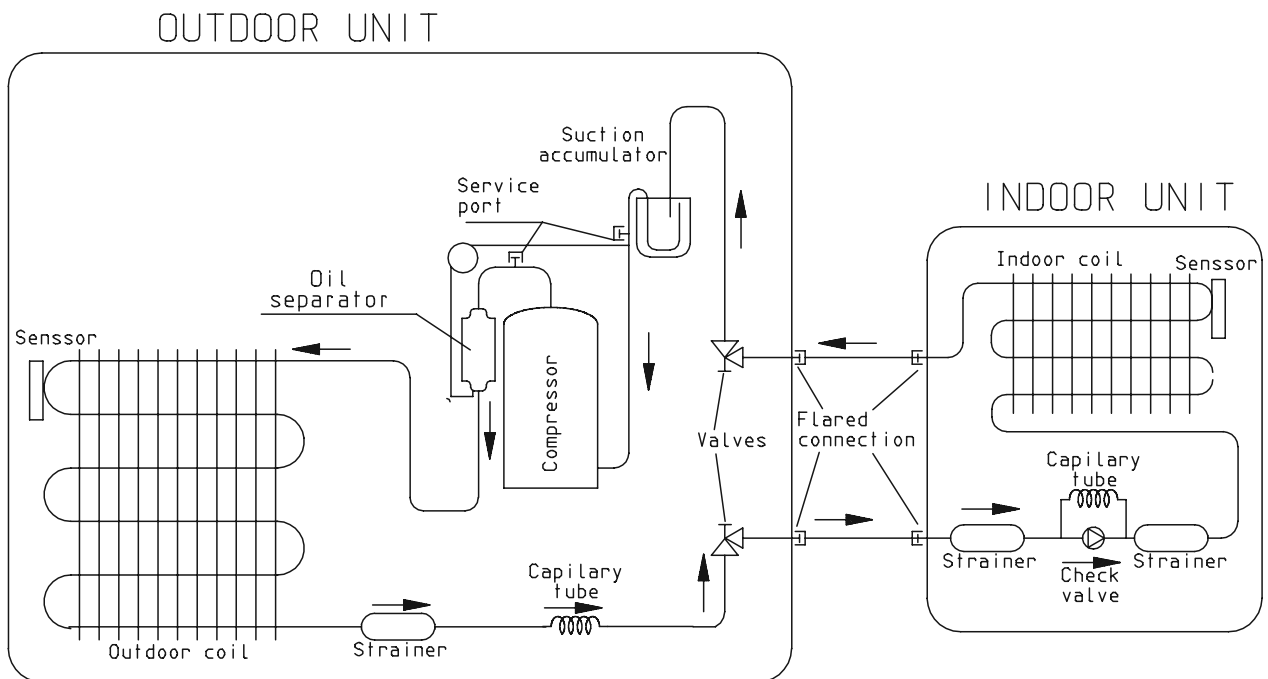 OUTDOOR UNIT
Suction
accumulator
Service
port
Oil
separator
Senssor
Compressor
Valves
Flared
connection
Capilary
tube
Strainer
Outdoor coil
INDOOR UNIT
Indoor coil
Senssor
Capilary
tube
Strainer
Check
valve
Strainer